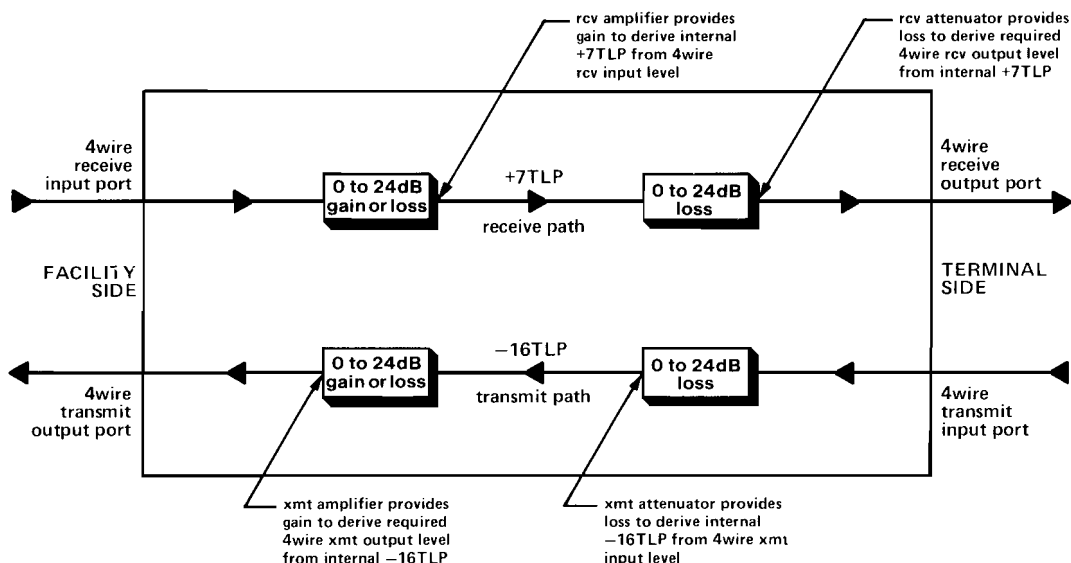 rcv amplifier provides
gain to derive internal
+7TLP from 4wire
rcv input level
rcv attenuator provides
loss to derive required
4wire rcv output level
from internal +7TLP
4wire
receive
input port
0 to 24dB
gain or loss
+7TLP
receive path
0 to 24dB
loss
4wire
receive
output port
FACILITY
SIDE
TERMINAL
SIDE
4wire
transmit
output port
0 to 24dB
gain or loss
−16TLP
transmit path
0 to 24dB
loss
4wire
transmit
input port
xmt amplifier provides
gain to derive required
4wire xmt output level
from internal −16TLP
xmt attenuator provides
loss to derive internal
−16TLP from 4wire xmt
input level